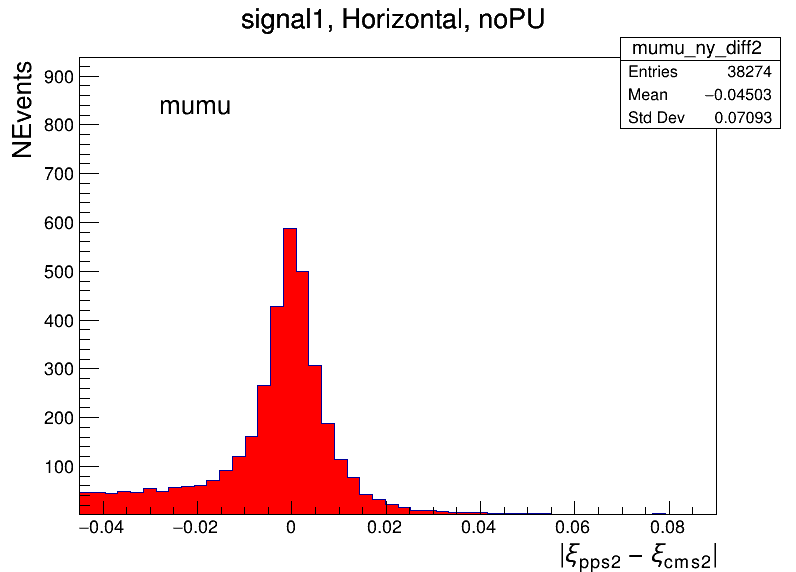 signal1, Horizontal, noPU
mumu_ny_diff2
Entries 38274
Mean −0.04503
Std Dev 0.07093
NEvents
mumu
900
800
700
600
500
400
300
200
100
−0.04 −0.02 0 0.02 0.04 0.06 0.08
|ξpps2 − ξcms2|